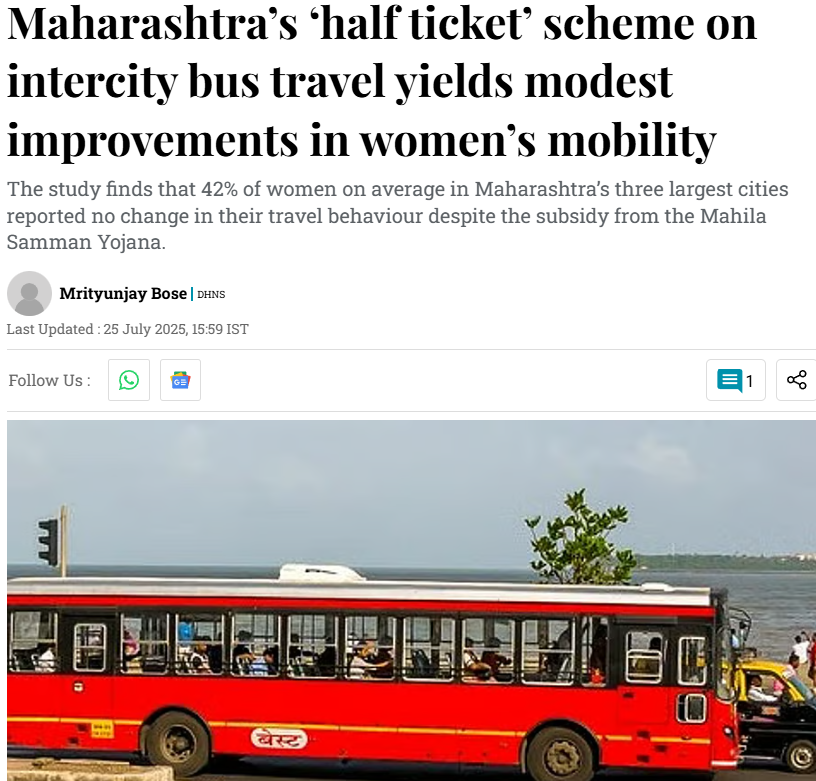 Maharashtra’s ‘half ticket’ scheme on
intercity bus travel yields modest
improvements in women’s mobility
The study finds that 42% of women on average in Maharashtra’s three largest cities
reported no change in their travel behaviour despite the subsidy from the Mahila
Samman Yojana.
Mrityunjay Bose | DHNS
Last Updated : 25 July 2025, 15:59 IST
Follow Us :
1
बेस्ट